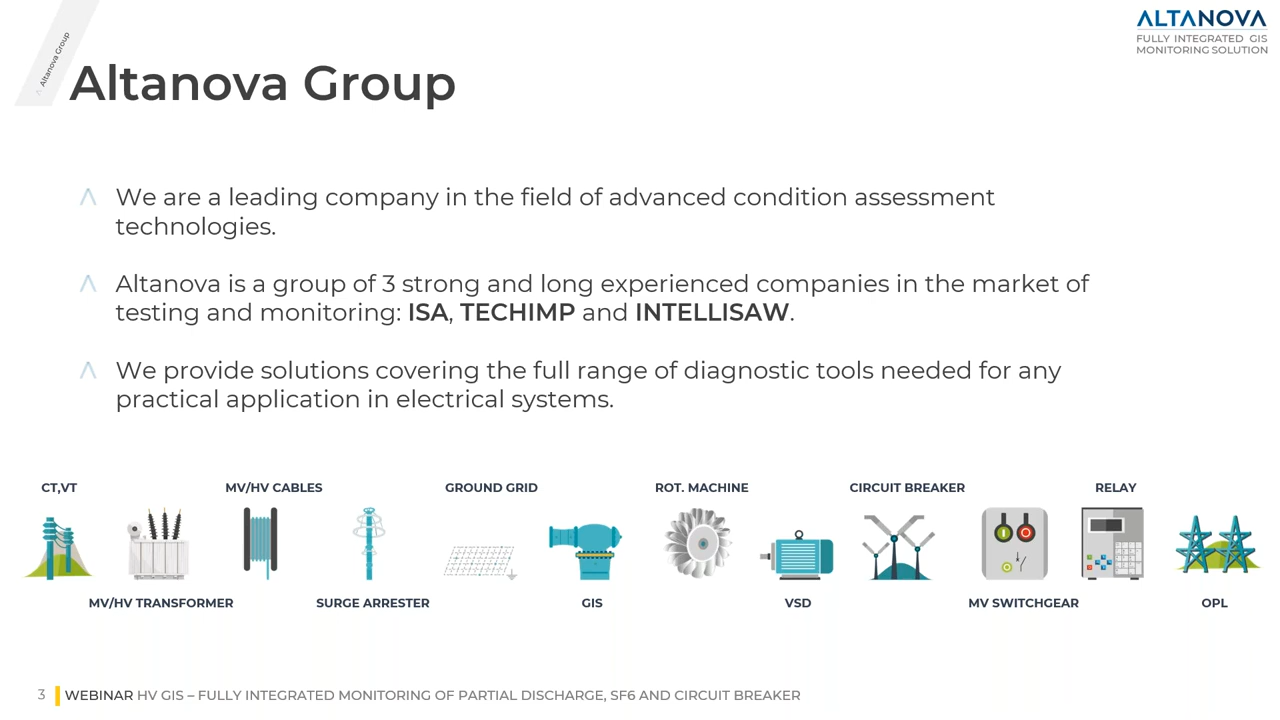 Altanova Group
ALTANOVA
FULLY INTEGRATED GIS
MONITORING SOLUTION
Altanova Group
We are a leading company in the field of advanced condition assessment
technologies.
Altanova is a group of 3 strong and long experienced companies in the market of
testing and monitoring: ISA, TECHIMP and INTELLISAW.
We provide solutions covering the full range of diagnostic tools needed for any
practical application in electrical systems.
CT,VT
MV/HV CABLES
GROUND GRID
ROT. MACHINE
CIRCUIT BREAKER
RELAY
MV/HV TRANSFORMER
SURGE ARRESTER
GIS
VSD
MV SWITCHGEAR
OPL
3 WEBINAR HV GIS – FULLY INTEGRATED MONITORING OF PARTIAL DISCHARGE, SF6 AND CIRCUIT BREAKER